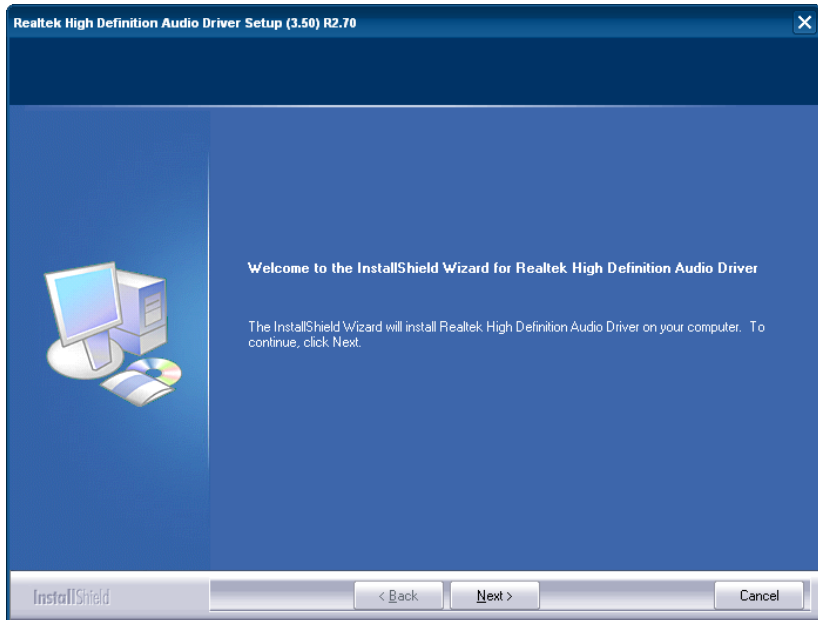 Realtek High Definition Audio Driver Setup (3.50) R2.70
Welcome to the InstallShield Wizard for Realtek High Definition Audio Driver
The InstallShield Wizard will install Realtek High Definition Audio Driver on your computer. To
continue, click Next.
InstallShield
< Back
Next >
Cancel